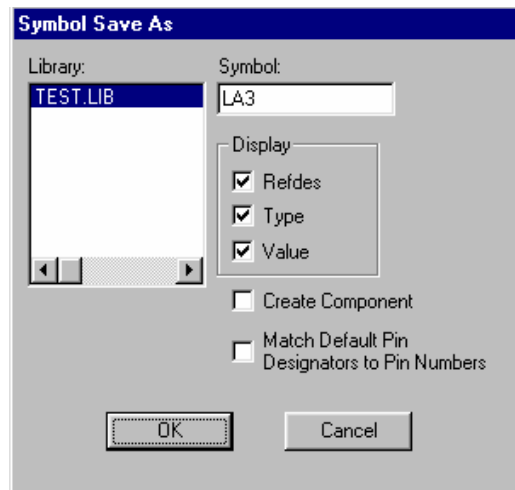 Symbol Save As
Library:
TEST.LIB
Symbol:
LA3
Display
Refdes
Type
Value
Create Component
Match Default Pin
Designators to Pin Numbers
OK
Cancel